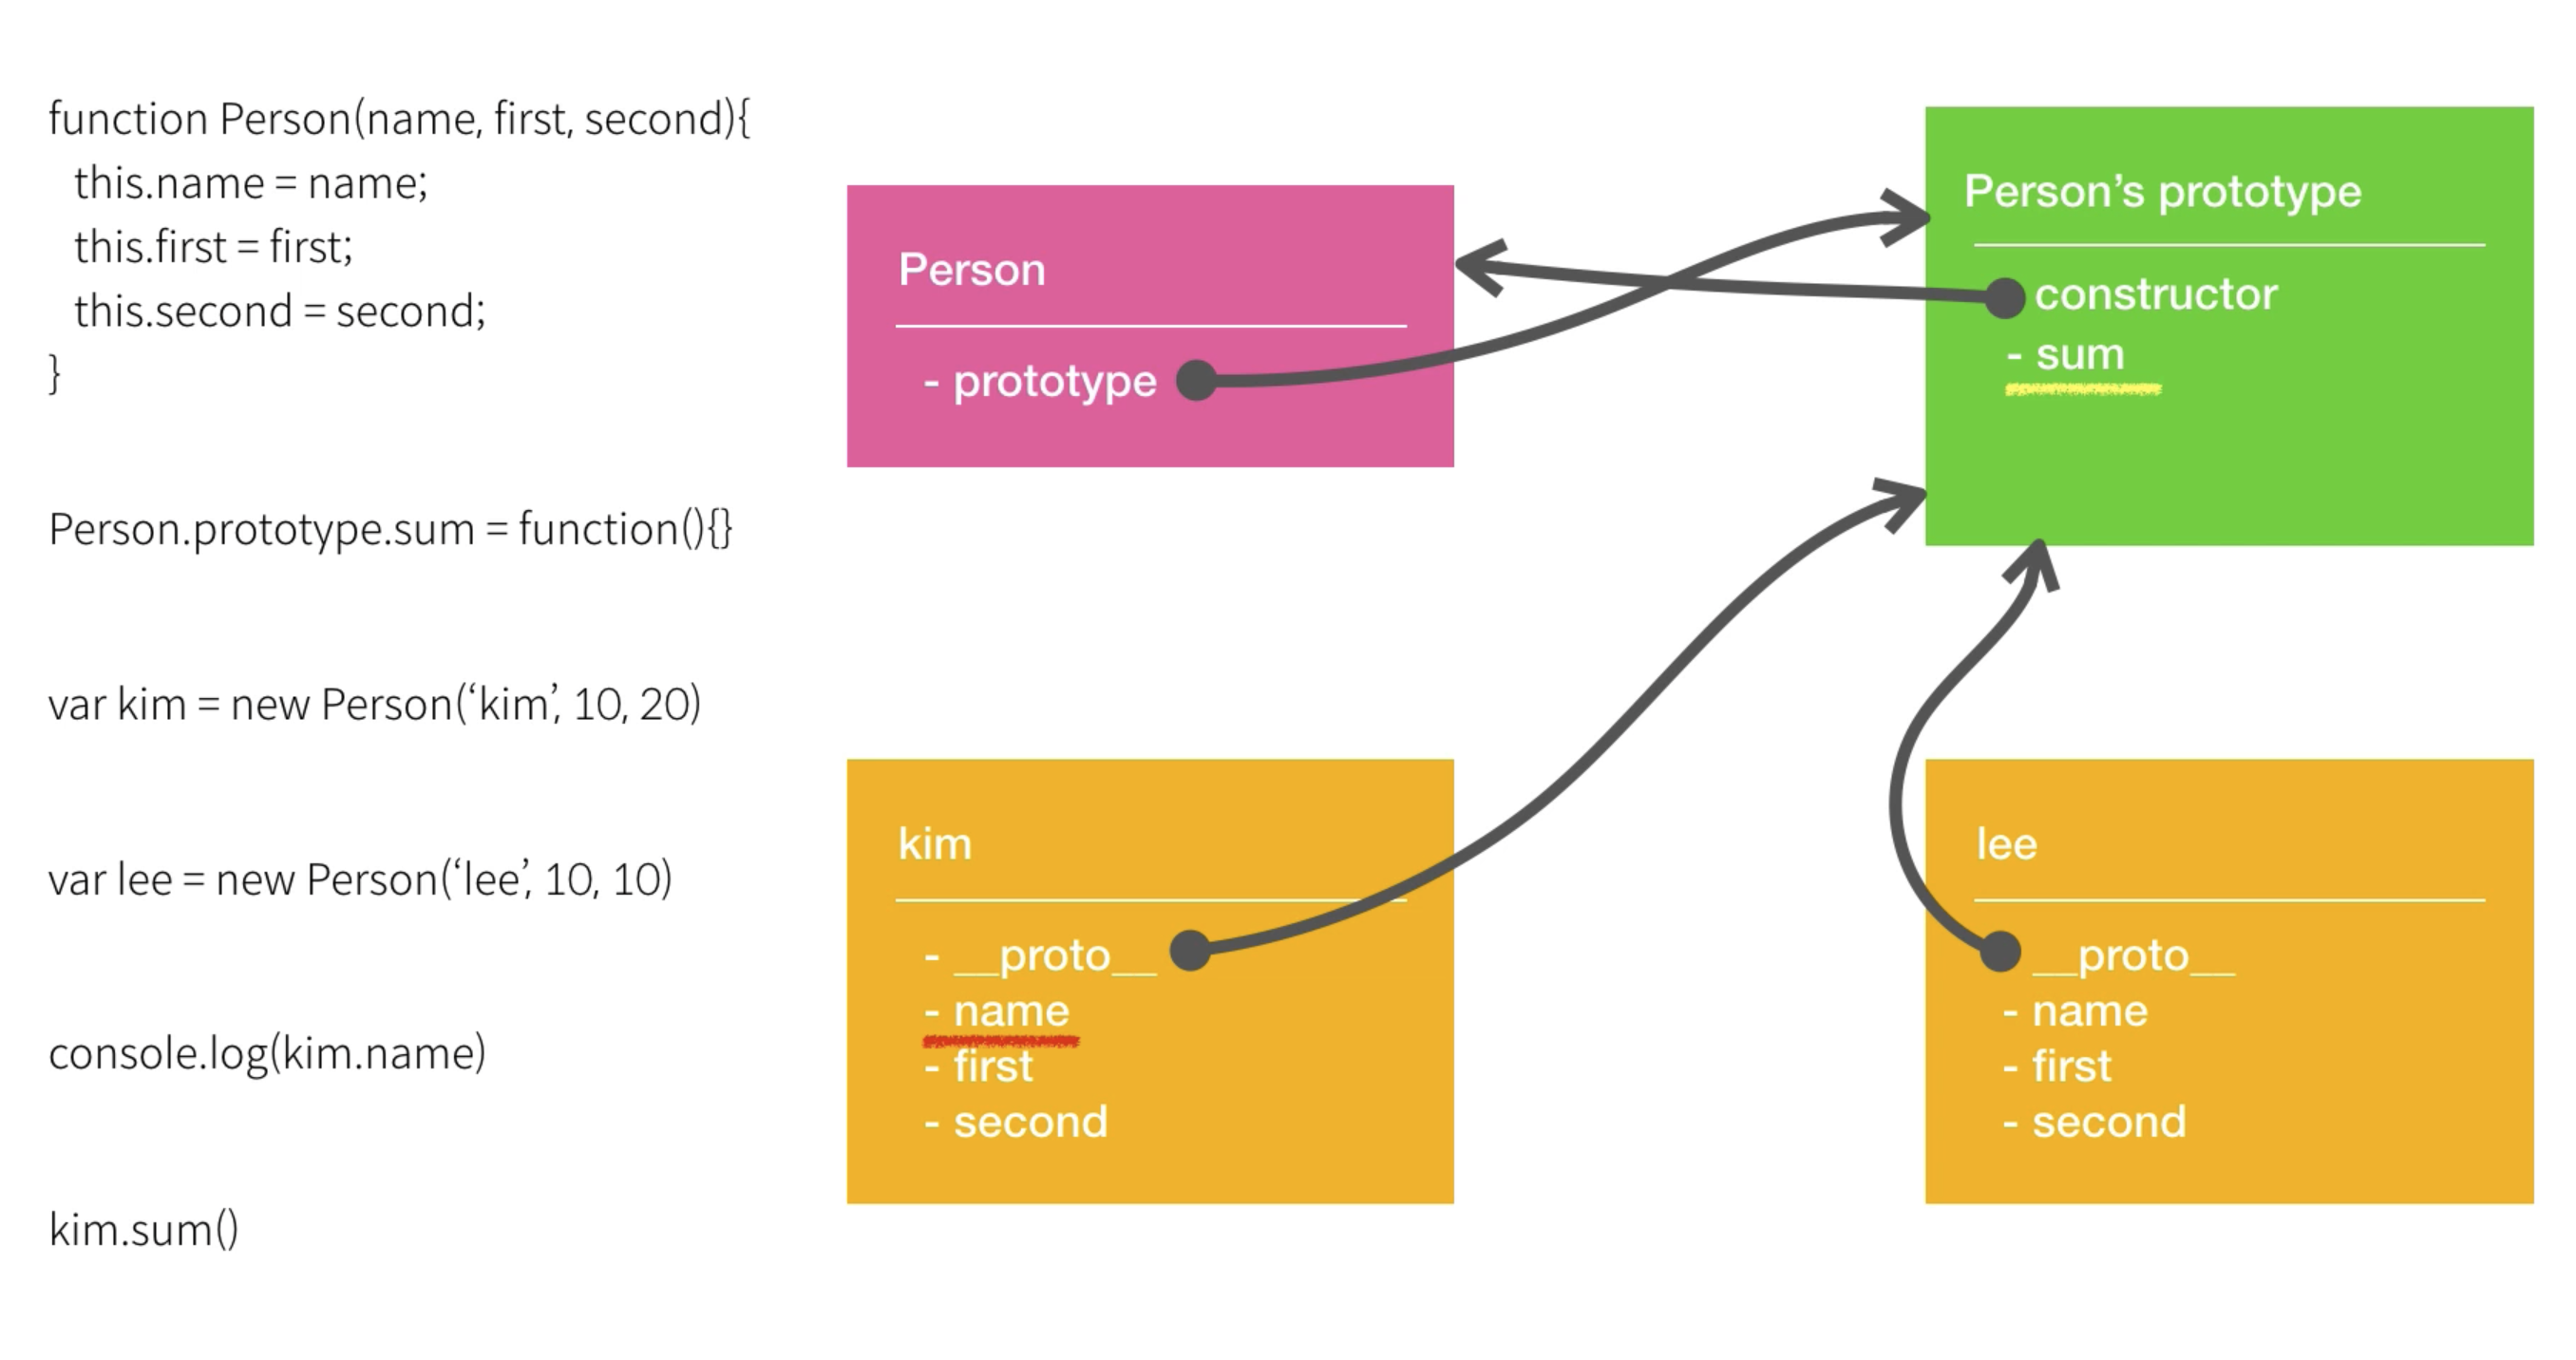 function Person(name, first, second){
this.name = name;
this.first = first;
this.second = second;
}
Person.prototype.sum = function(){}
var kim = new Person(‘kim’, 10, 20)
var lee = new Person(‘lee’, 10, 10)
console.log(kim.name)
kim.sum()
Person
- prototype
Person’s prototype
constructor
- sum
kim
- __proto__
- name
- first
- second
lee
__proto__
- name
- first
- second